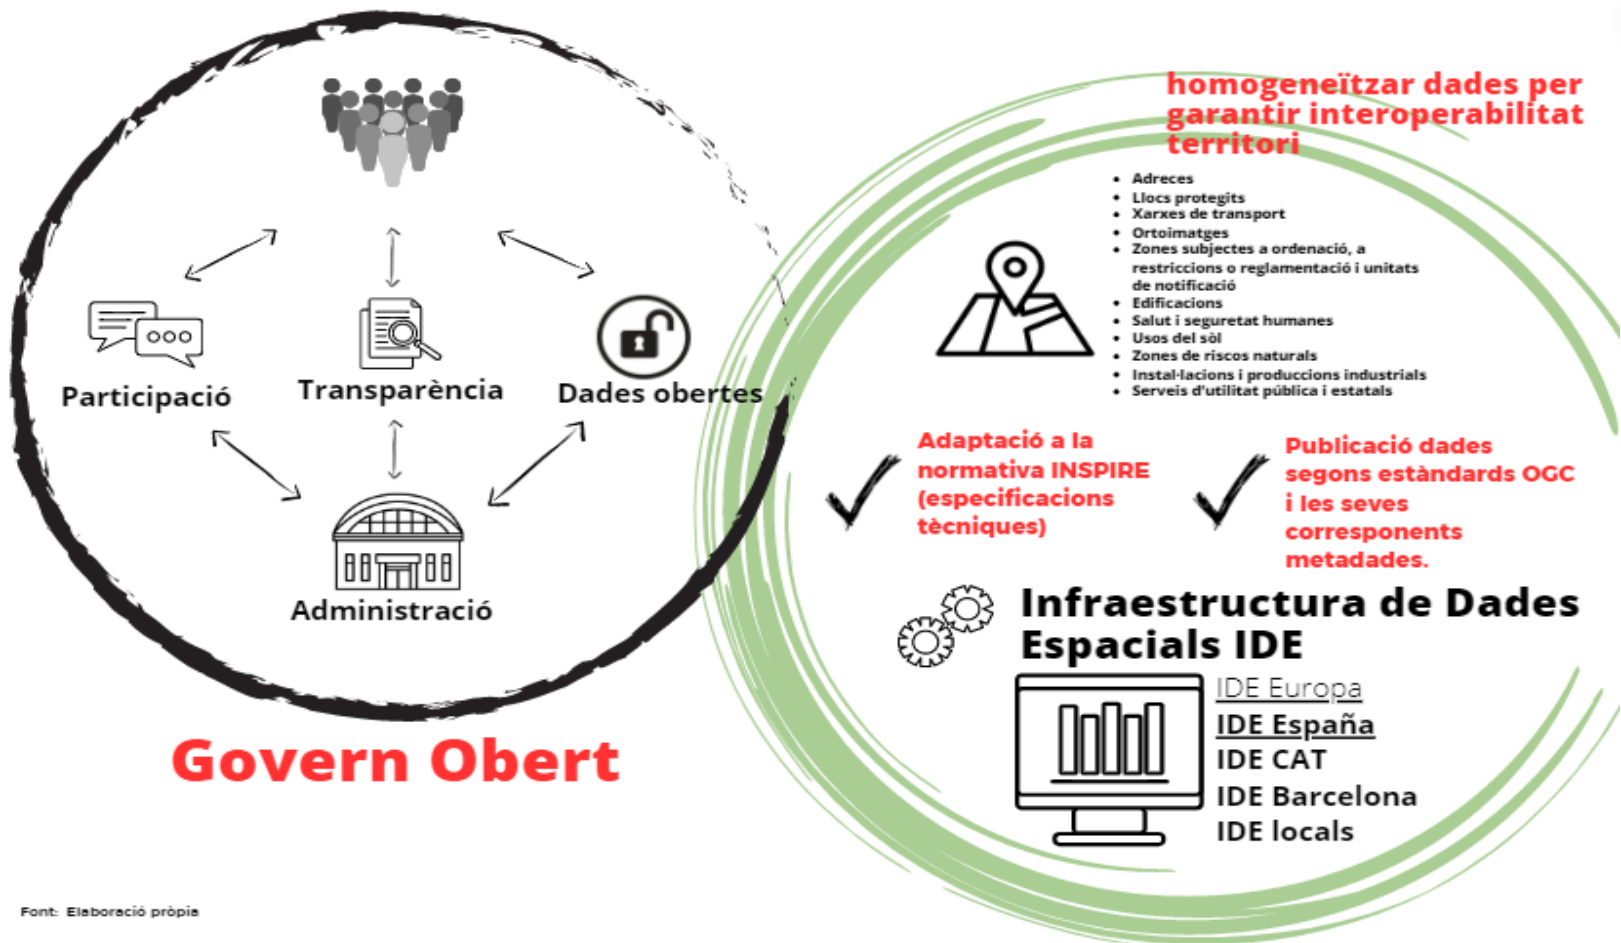 Participació
Transparència
Dades obertes
Administració
Govern Obert
homogeneïtzar dades per
garantir interoperabilitat
territori
• Adreces
• Llocs protegits
• Xarxes de transport
• Ortoimatges
• Zones subjectes a ordenació, a
restriccions o reglamentació i unitats
de notificació
• Edificacions
• Salut i seguretat humanes
• Usos del sòl
• Zones de riscos naturals
• Instal·lacions i produccions industrials
• Serveis d'utilitat pública i estatals
Adaptació a la
normativa INSPIRE
(especificacions
tècniques)
Publicació dades
segons estàndards OGC
i les seves
corresponents
metadades.
Infraestructura de Dades
Espacials IDE
IDE Europa
IDE España
IDE CAT
IDE Barcelona
IDE locals
Font: Elaboració pròpia